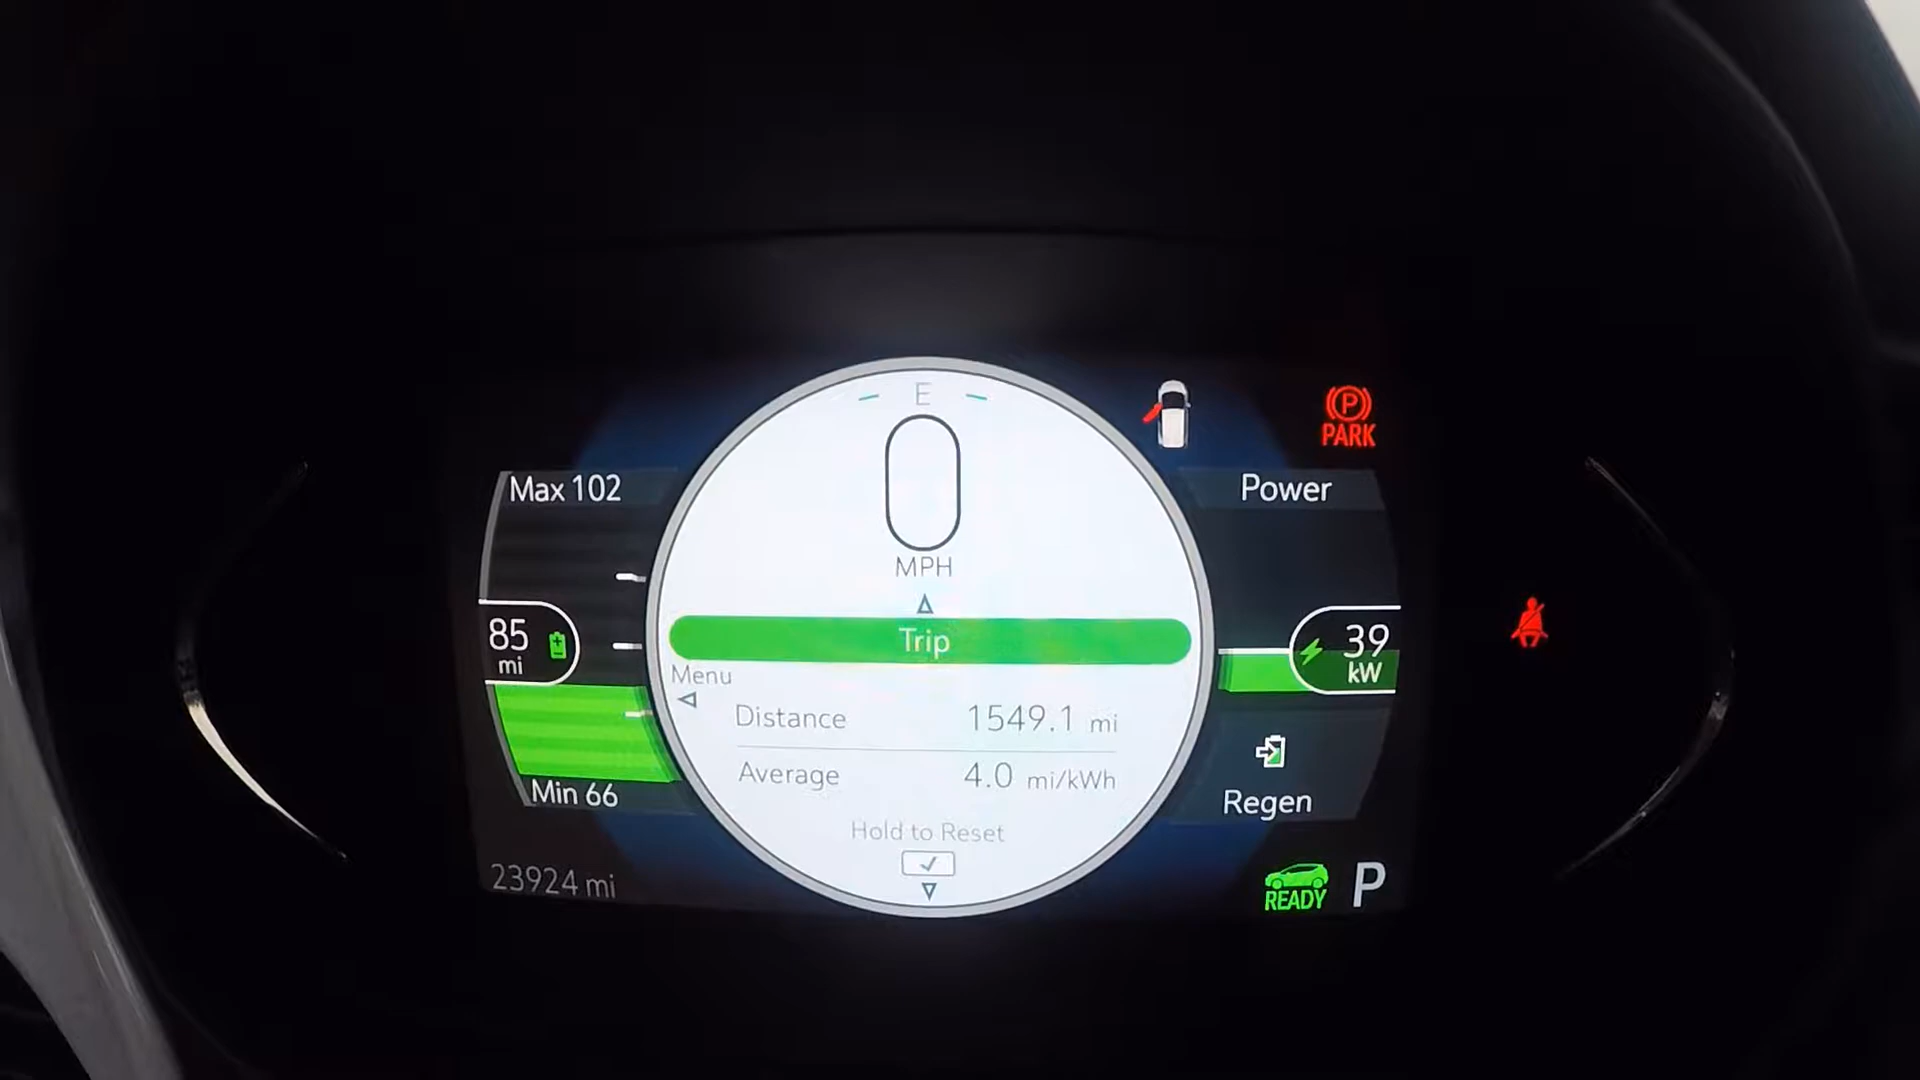 E
0
MPH
P
PARK
Max 102
Power
85
mi
39
kW
Trip
Menu
Distance 1549.1 mi
Average 4.0 mi/kWh
Min 66
Regen
Hold to Reset
23924 mi
READY
P